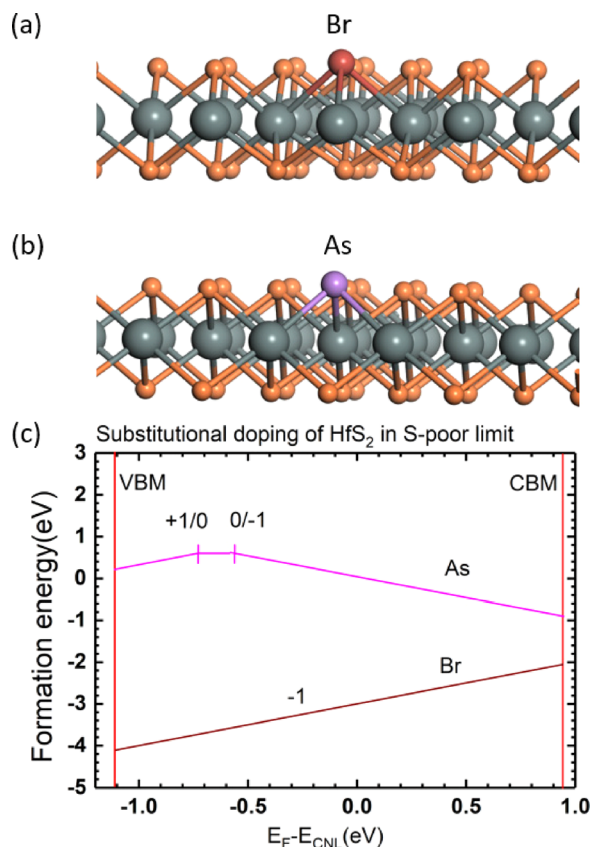 (a)
Br
(b)
As
(c)
Substitutional doping of HfS₂ in S-poor limit
VBM
CBM
+1/0
0/-1
As
Br
-1
3
2
1
0
-1
-2
-3
-4
-5
Formation energy(eV)
-1.0
-0.5
0.0
0.5
1.0
E_F-E_CNL(eV)